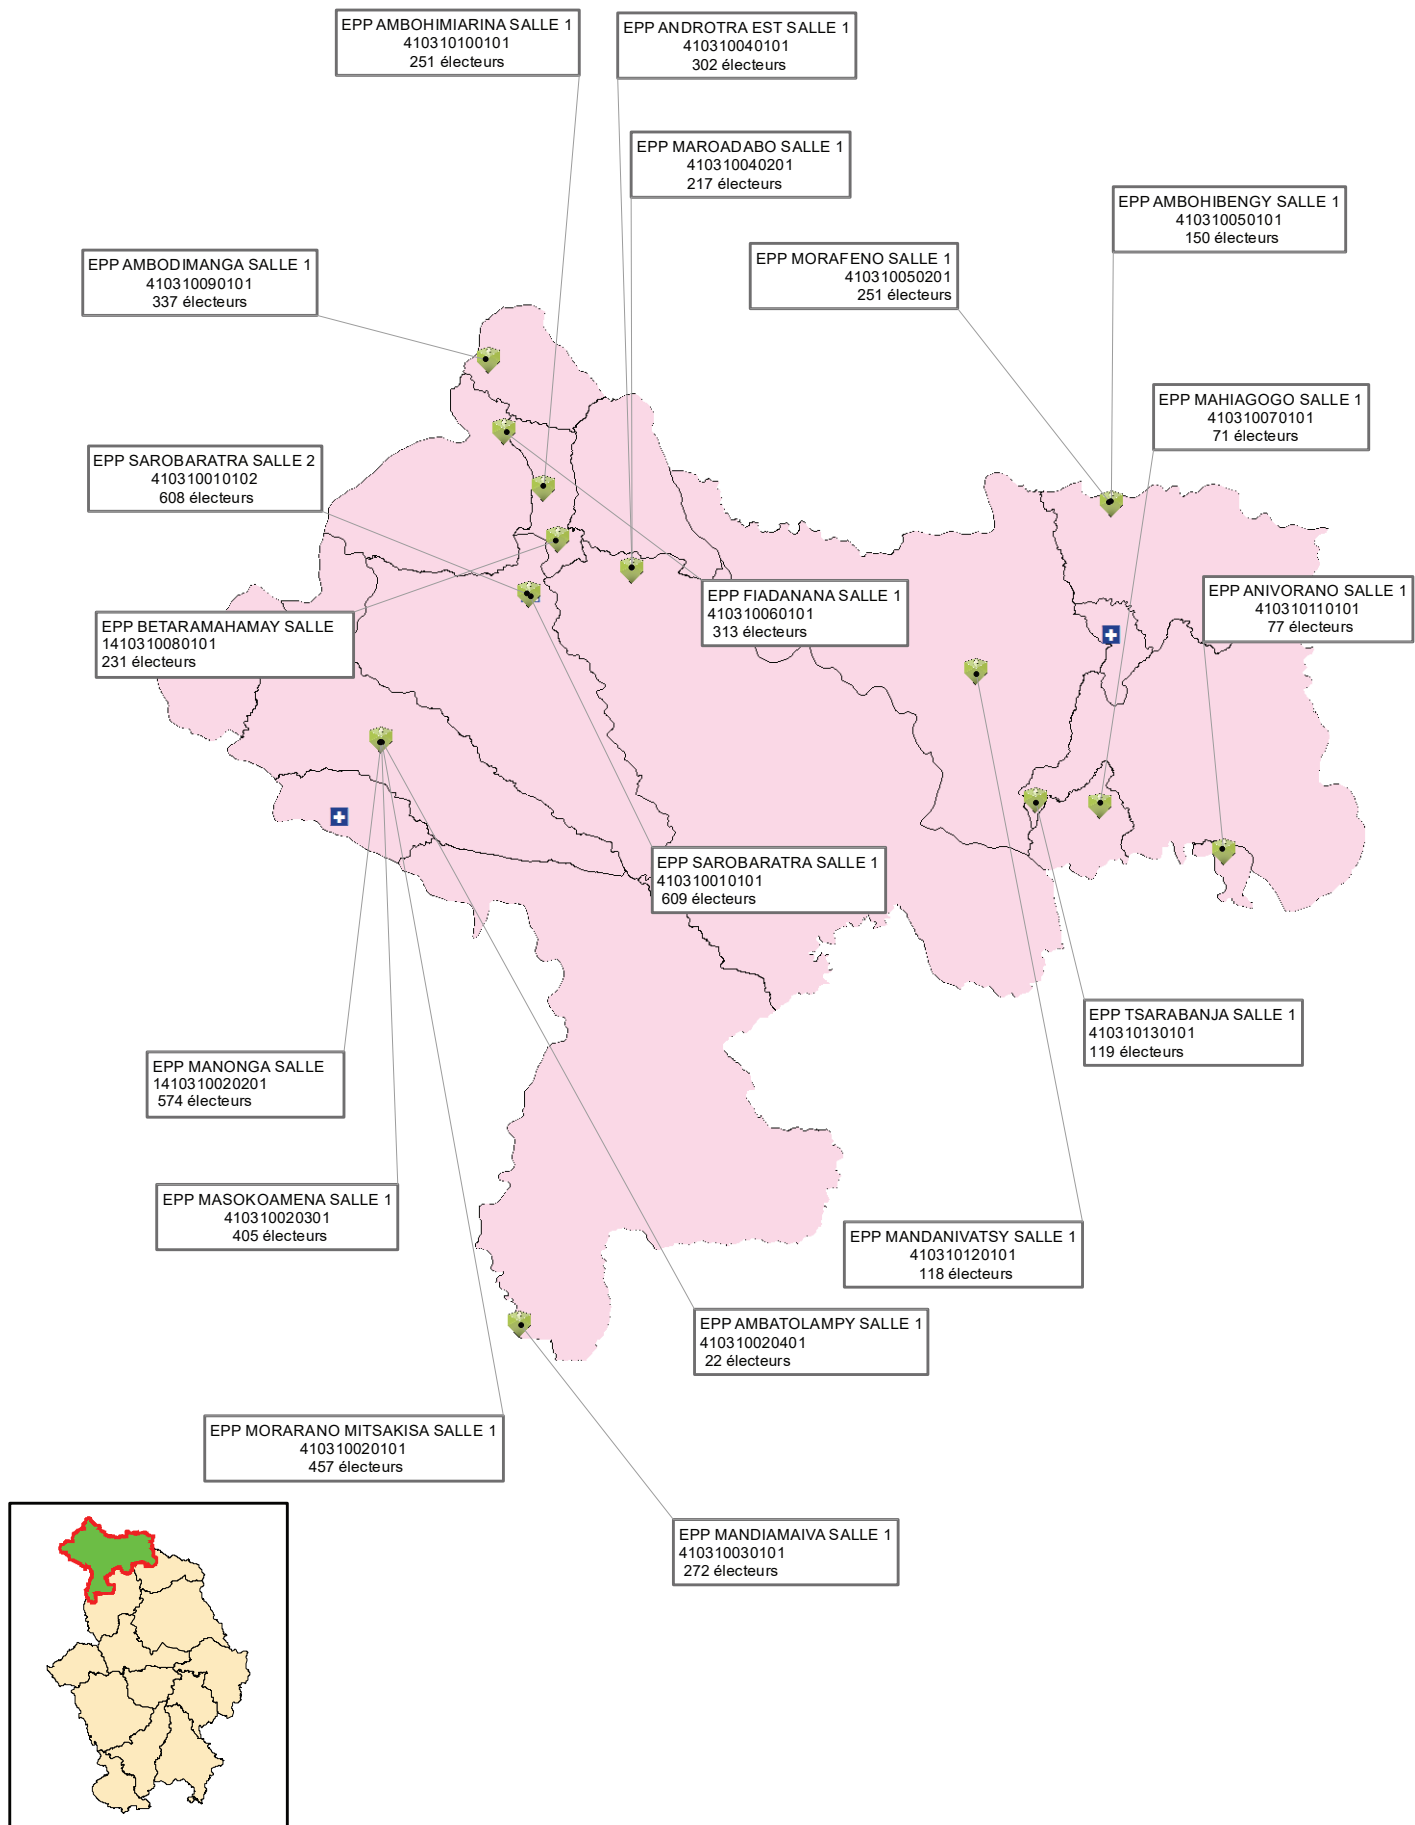 EPP AMBOHIMIARINA SALLE 1
410310100101
251 électeurs
EPP ANDROTRA EST SALLE 1
410310040101
302 électeurs
EPP MAROADABO SALLE 1
410310040201
217 électeurs
EPP AMBOHIBENGY SALLE 1
410310050101
150 électeurs
EPP MORAFENO SALLE 1
410310050201
251 électeurs
EPP AMBODIMANGA SALLE 1
410310090101
337 électeurs
EPP MAHIAGOGO SALLE 1
410310070101
71 électeurs
EPP SAROBARATRA SALLE 2
410310010102
608 électeurs
EPP FIADANANA SALLE 1
410310060101
313 électeurs
EPP ANIVORANO SALLE 1
410310110101
77 électeurs
EPP BETARAMAHAMAY SALLE
1410310080101
231 électeurs
EPP SAROBARATRA SALLE 1
410310010101
609 électeurs
EPP TSARABANJA SALLE 1
410310130101
119 électeurs
EPP MANONGA SALLE
1410310020201
574 électeurs
EPP MASOKOAMENA SALLE 1
410310020301
405 électeurs
EPP MANDANIVATSY SALLE 1
410310120101
118 électeurs
EPP AMBATOLAMPY SALLE 1
410310020401
22 électeurs
EPP MORARANO MITSAKISA SALLE 1
410310020101
457 électeurs
EPP MANDIAMAIVA SALLE 1
410310030101
272 électeurs